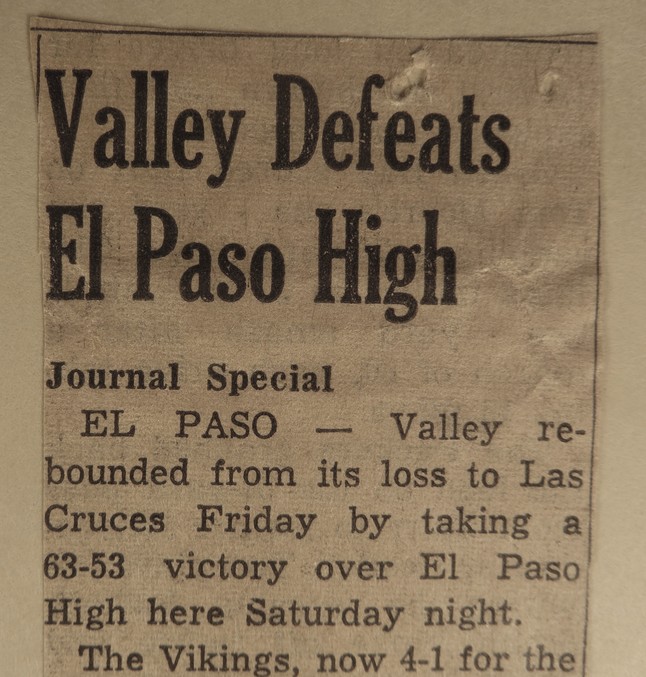 Valley Defeats
El Paso High
Journal Special
EL PASO — Valley re-
bounded from its loss to Las
Cruces Friday by taking a
63-53 victory over El Paso
High here Saturday night.
The Vikings, now 4-1 for the